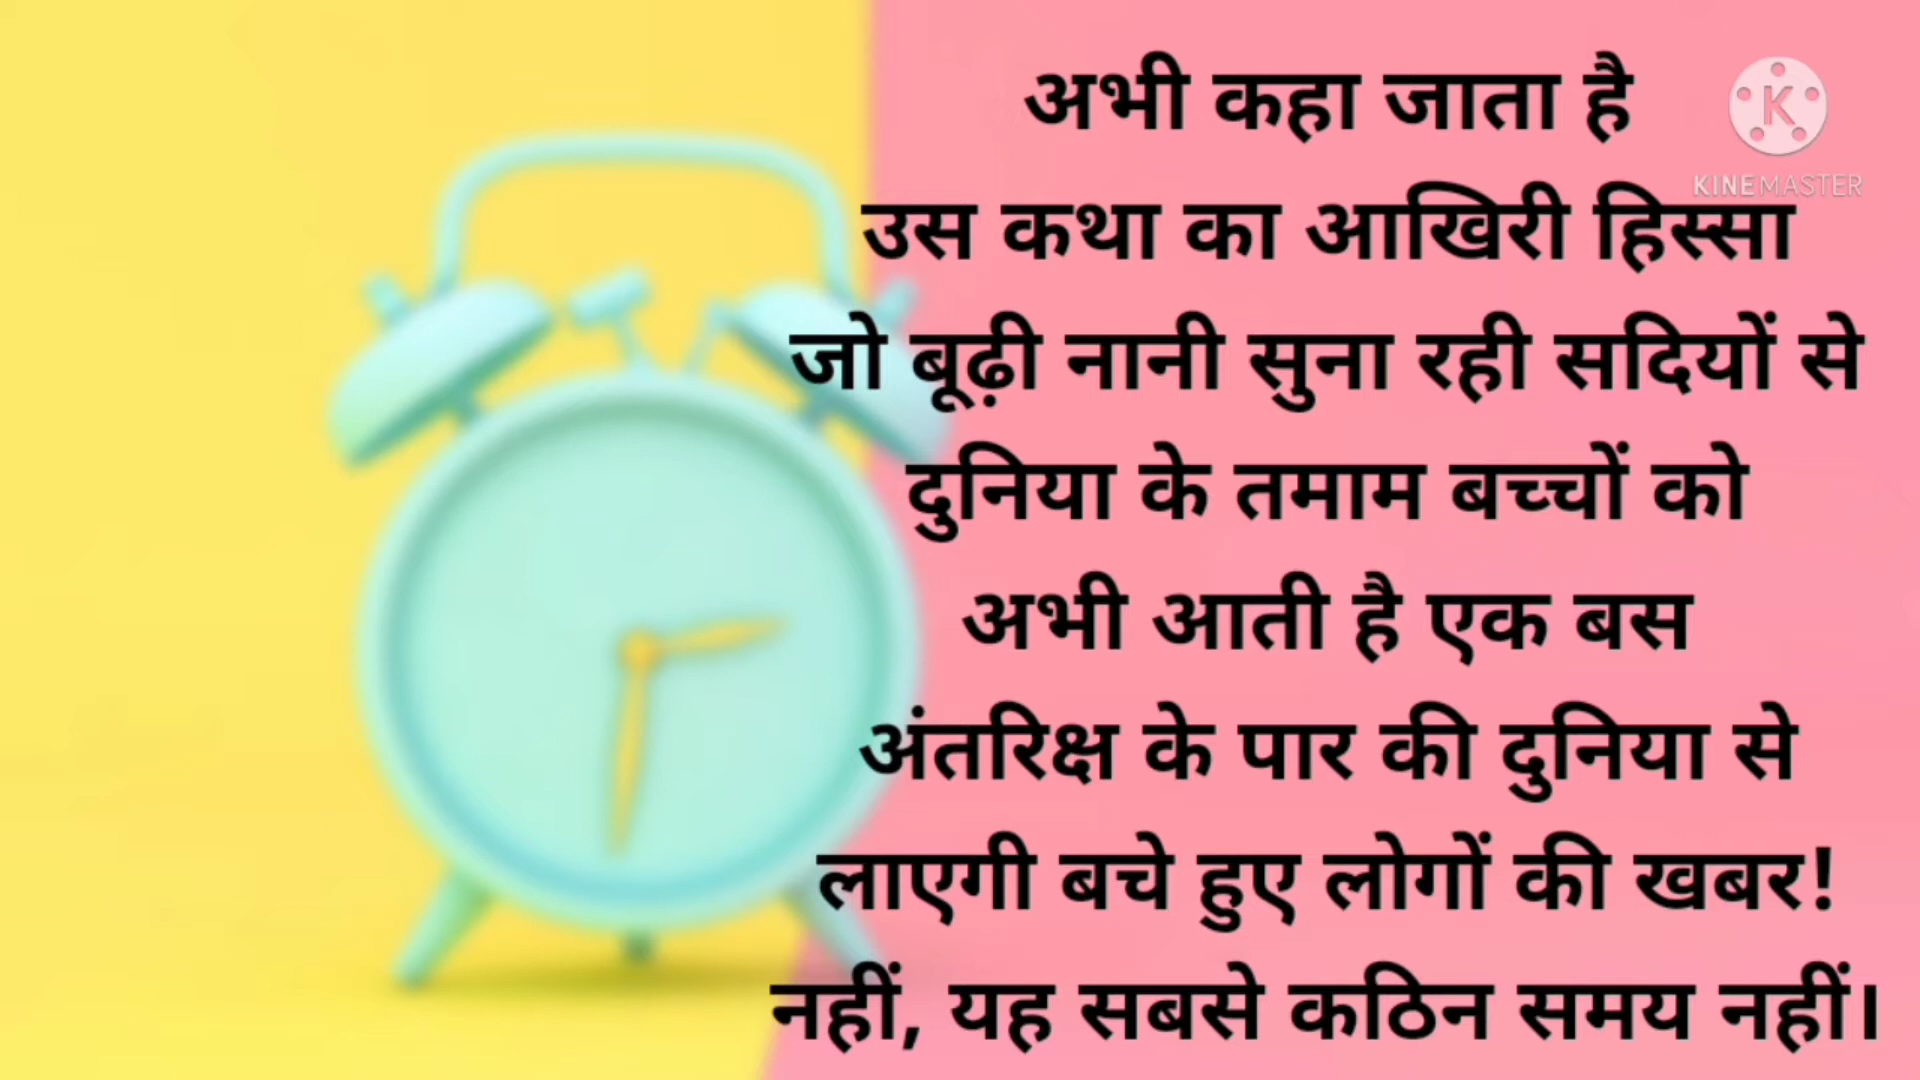 अभी कहा जाता है
उस कथा का आखिरी हिस्सा
जो बूढ़ी नानी सुना रही सदियों से
दुनिया के तमाम बच्चों को
अभी आती है एक बस
अंतरिक्ष के पार की दुनिया से
लाएगी बचे हुए लोगों की खबर!
नहीं, यह सबसे कठिन समय नहीं।
K
KINEMASTER